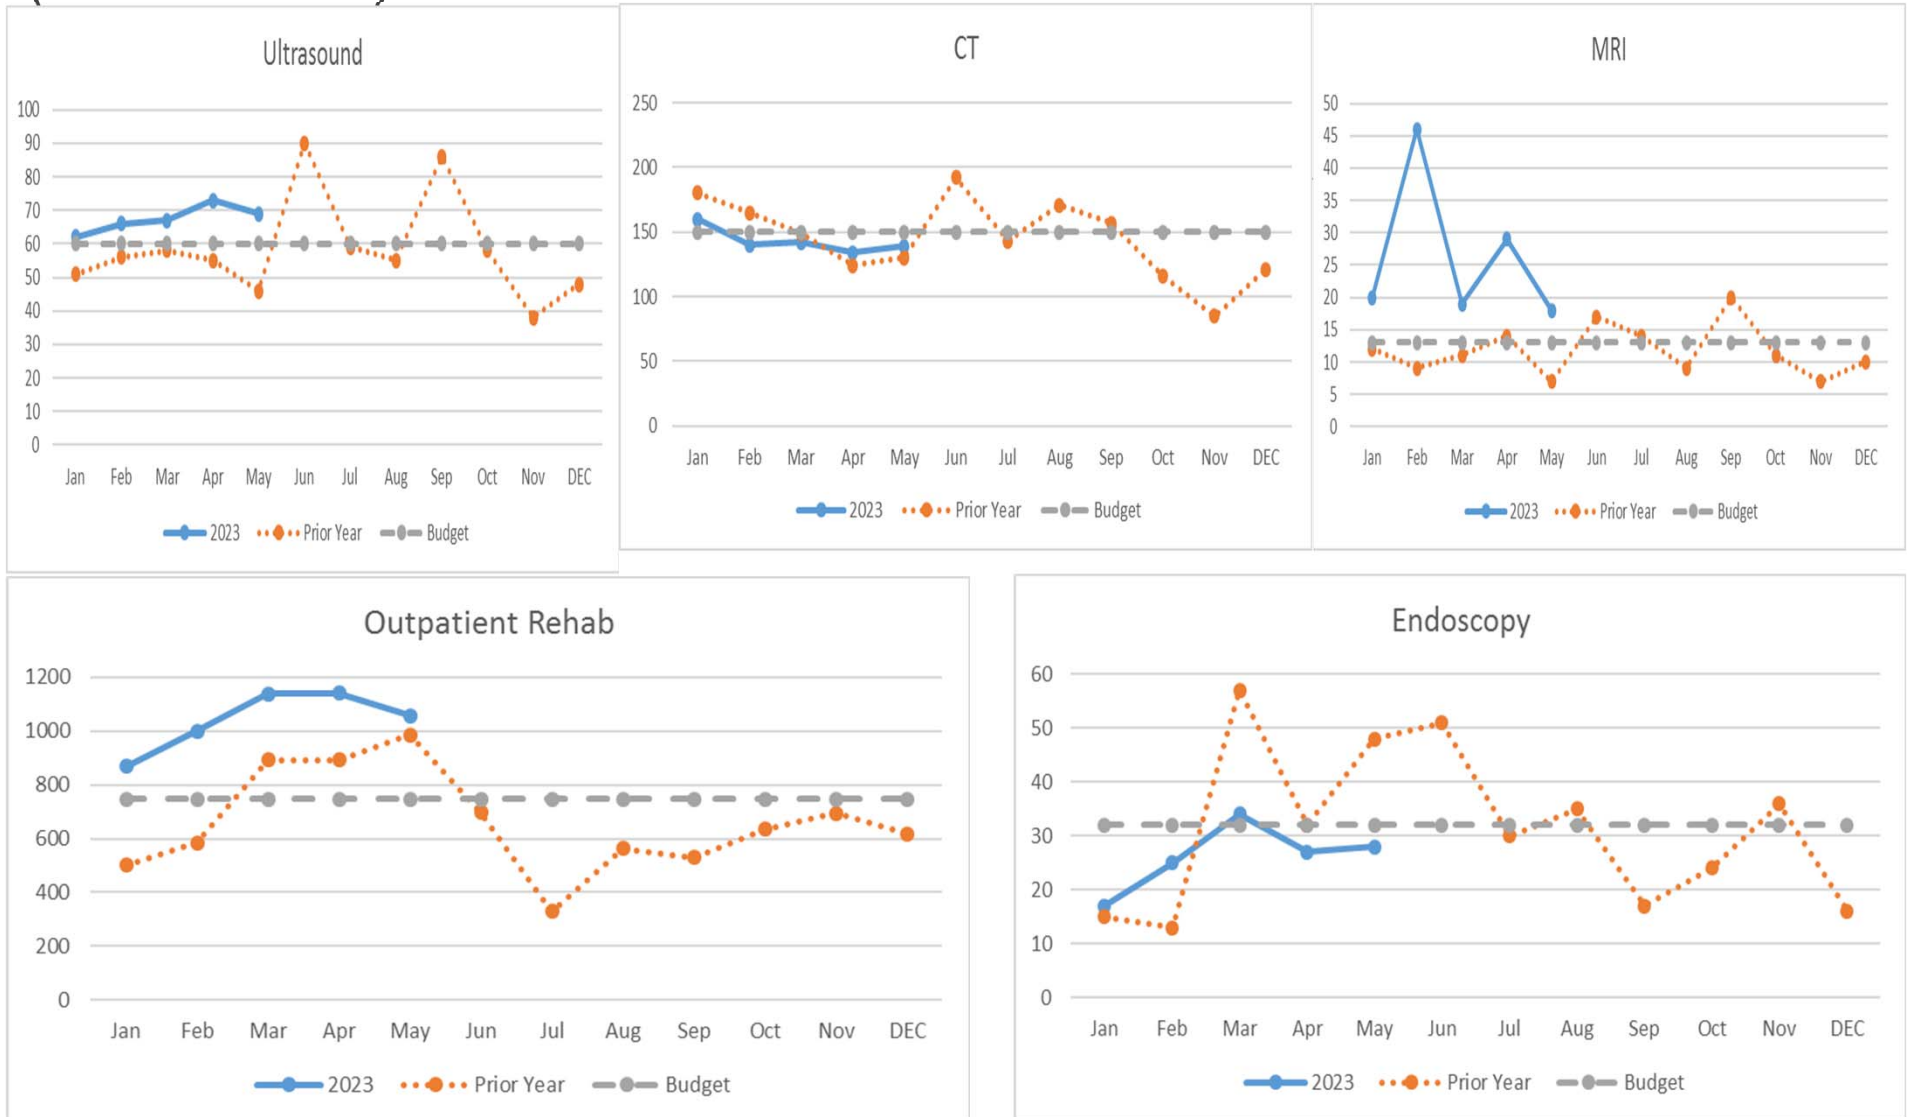 Ultrasound
100
90
80
70
60
50
40
30
20
10
0
Jan Feb Mar Apr May Jun Jul Aug Sep Oct Nov DEC
2023 Prior Year Budget
CT
250
200
150
100
50
0
Jan Feb Mar Apr May Jun Jul Aug Sep Oct Nov DEC
2023 Prior Year Budget
MRI
50
45
40
35
30
25
20
15
10
5
0
Jan Feb Mar Apr May Jun Jul Aug Sep Oct Nov DEC
2023 Prior Year Budget
Outpatient Rehab
1200
1000
800
600
400
200
0
Jan Feb Mar Apr May Jun Jul Aug Sep Oct Nov DEC
2023 Prior Year Budget
Endoscopy
60
50
40
30
20
10
0
Jan Feb Mar Apr May Jun Jul Aug Sep Oct Nov DEC
2023 Prior Year Budget